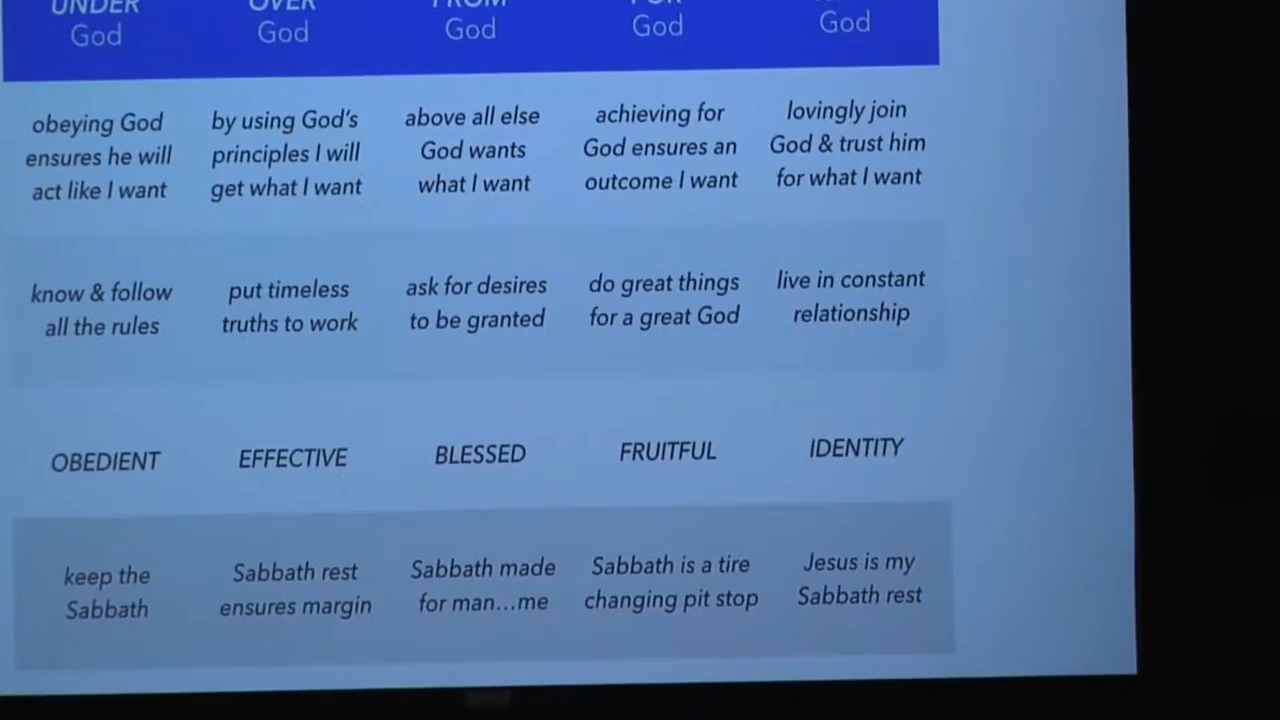 UNDER OVER FROM FOR
God God God God God
obeying God by using God's above all else achieving for lovingly join
ensures he will principles I will God wants God ensures an God & trust him
act like I want get what I want what I want outcome I want for what I want
know & follow put timeless ask for desires do great things live in constant
all the rules truths to work to be granted for a great God relationship
OBEDIENT EFFECTIVE BLESSED FRUITFUL IDENTITY
keep the Sabbath rest Sabbath made Sabbath is a tire Jesus is my
Sabbath ensures margin for man...me changing pit stop Sabbath rest